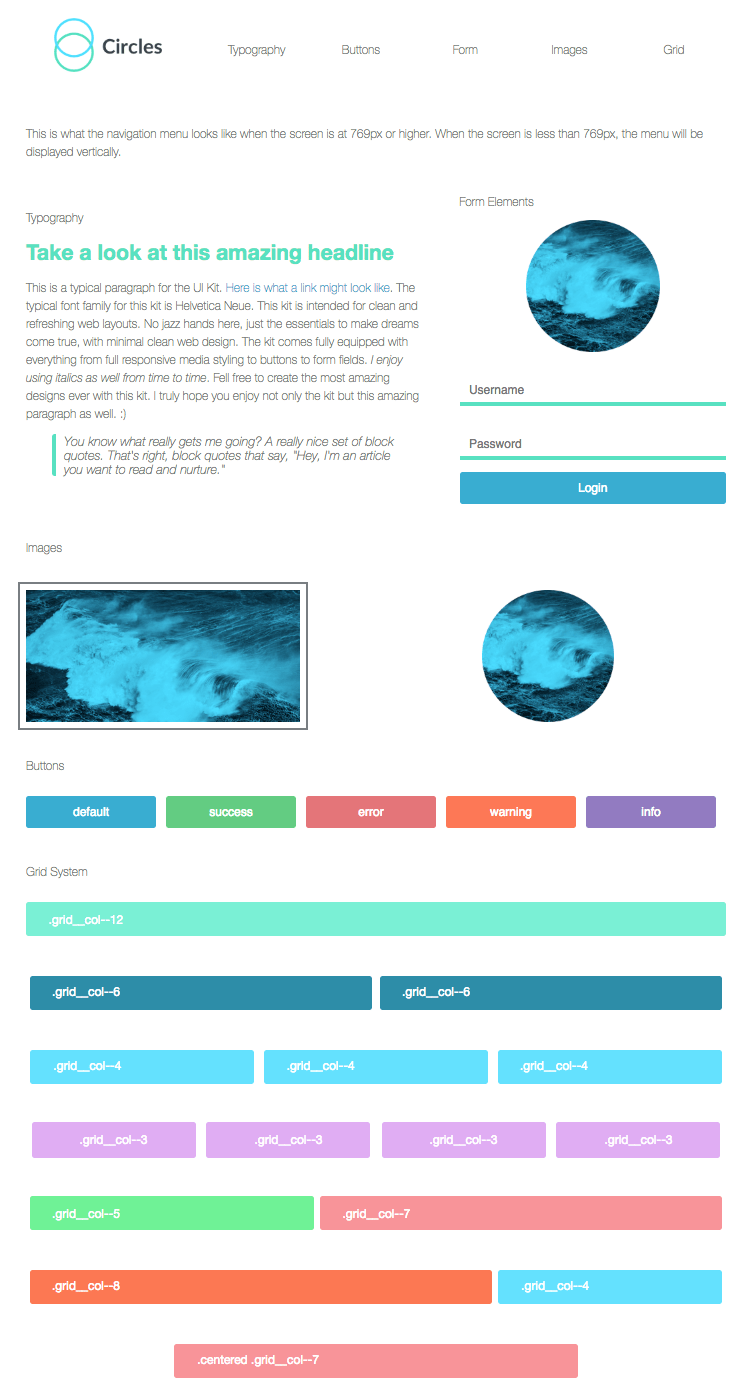 Circles
Typography
Buttons
Form
Images
Grid
This is what the navigation menu looks like when the screen is at 769px or higher. When the screen is less than 769px, the menu will be
displayed vertically.
Typography
Take a look at this amazing headline
This is a typical paragraph for the UI Kit. Here is what a link might look like. The
typical font family for this kit is Helvetica Neue. This kit is intended for clean and
refreshing web layouts. No jazz hands here, just the essentials to make dreams
come true, with minimal clean web design. The kit comes fully equipped with
everything from full responsive media styling to buttons to form fields. I enjoy
using italics as well from time to time. Fell free to create the most amazing
designs ever with this kit. I truly hope you enjoy not only the kit but this amazing
paragraph as well. :)
You know what really gets me going? A really nice set of block
quotes. That's right, block quotes that say, "Hey, I'm an article
you want to read and nurture."
Form Elements
Username
Password
Login
Images
Buttons
default
success
error
warning
info
Grid System
.grid__col--12
.grid__col--6
.grid__col--6
.grid__col--4
.grid__col--4
.grid__col--4
.grid__col--3
.grid__col--3
.grid__col--3
.grid__col--3
.grid__col--5
.grid__col--7
.grid__col--8
.grid__col--4
.centered .grid__col--7